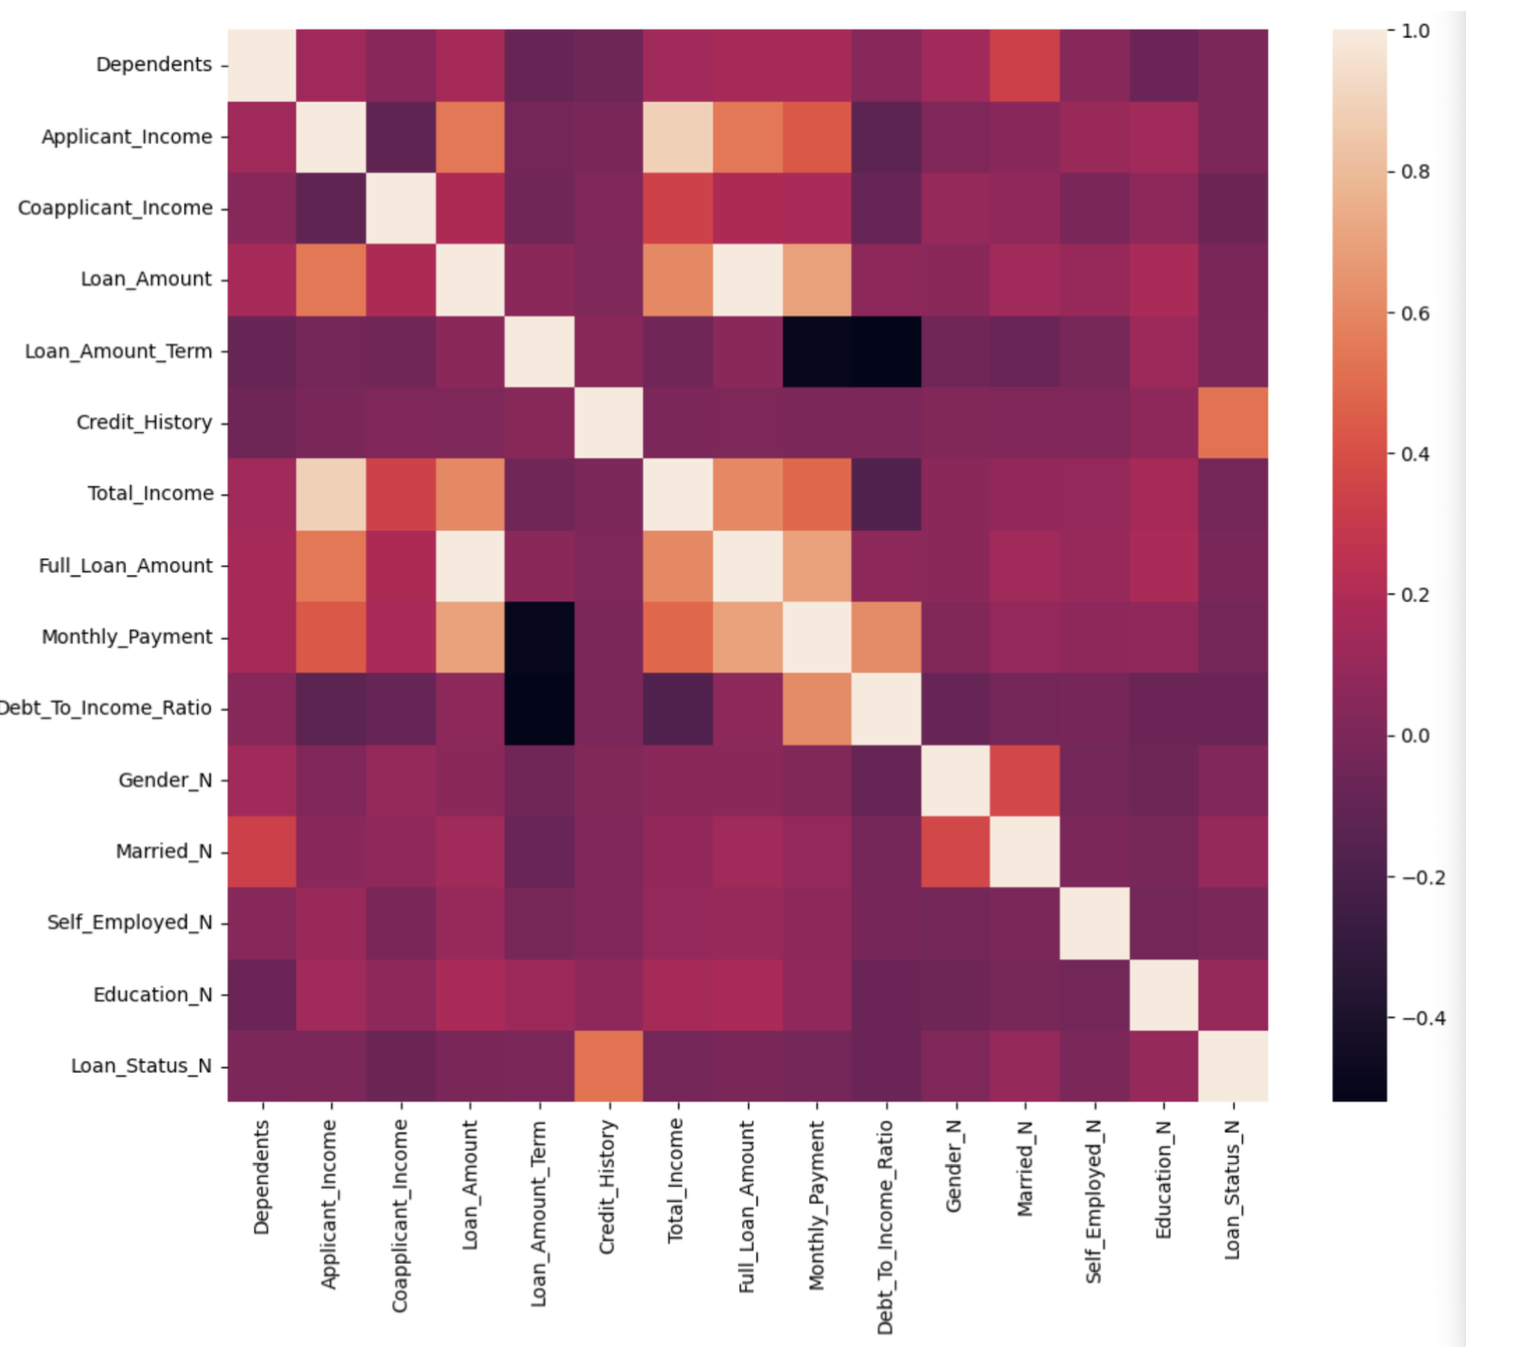 Dependents
Applicant_Income
Coapplicant_Income
Loan_Amount
Loan_Amount_Term
Credit_History
Total_Income
Full_Loan_Amount
Monthly_Payment
Debt_To_Income_Ratio
Gender_N
Married_N
Self_Employed_N
Education_N
Loan_Status_N
Dependents
Applicant_Income
Coapplicant_Income
Loan_Amount
Loan_Amount_Term
Credit_History
Total_Income
Full_Loan_Amount
Monthly_Payment
Debt_To_Income_Ratio
Gender_N
Married_N
Self_Employed_N
Education_N
Loan_Status_N
1.0
0.8
0.6
0.4
0.2
0.0
−0.2
−0.4